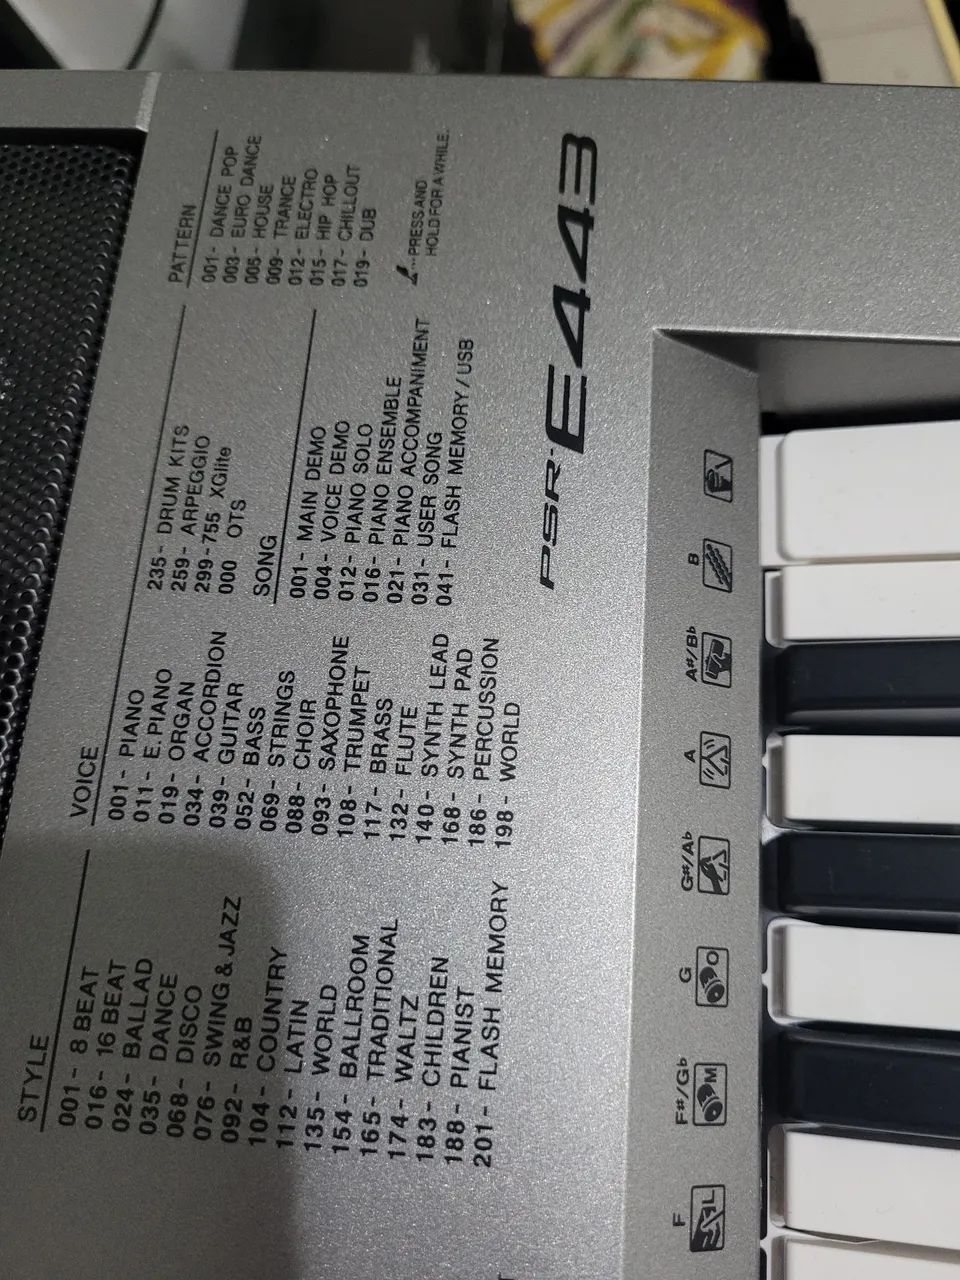 STYLE
001- 8 BEAT
016- 16 BEAT
024- BALLAD
035- DANCE
068- DISCO
076- SWING & JAZZ
092- R&B
104- COUNTRY
112- LATIN
135- WORLD
154- BALLROOM
165- TRADITIONAL
174- WALTZ
183- CHILDREN
188- PIANIST
201- FLASH MEMORY
VOICE
001- PIANO
011- E.PIANO
019- ORGAN
034- ACCORDION
039- GUITAR
052- BASS
069- STRINGS
088- CHOIR
093- SAXOPHONE
108- TRUMPET
117- BRASS
132- FLUTE
140- SYNTH LEAD
168- SYNTH PAD
186- PERCUSSION
198- WORLD
235- DRUM KITS
259- ARPEGGIO
299-755 XGlite
000 OTS
SONG
001- MAIN DEMO
004- VOICE DEMO
012- PIANO SOLO
016- PIANO ENSEMBLE
021- PIANO ACCOMPANIMENT
031- USER SONG
041- FLASH MEMORY / USB
PATTERN
001- DANCE POP
003- EURO DANCE
005- HOUSE
009- TRANCE
012- ELECTRO
015- HIP HOP
017- CHILLOUT
019- DUB
···PRESS AND
HOLD FOR A WHILE.
PSR-E443
F F♯/G♭ G G♯/A♭ A A♯/B♭ B
L M O